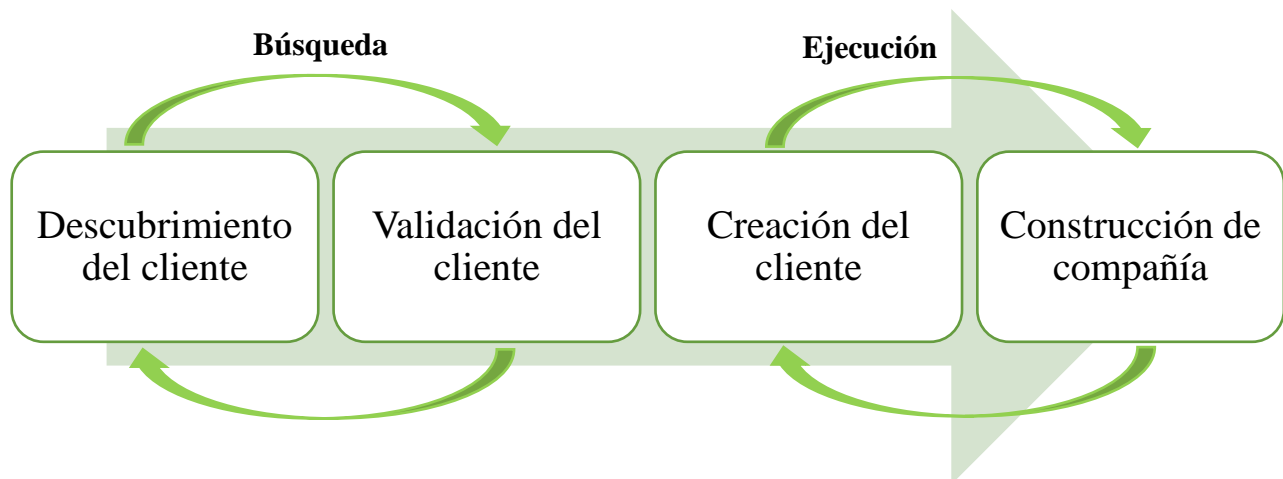 Búsqueda
Ejecución
Descubrimiento
del cliente
Validación del
cliente
Creación del
cliente
Construcción de
compañía